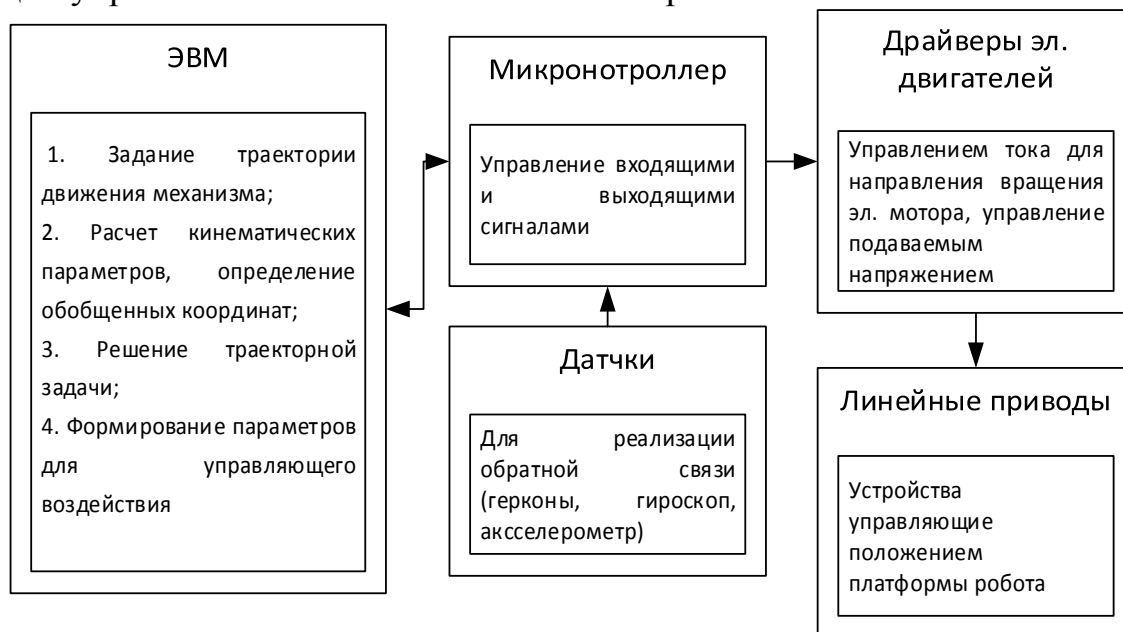 ЭВМ
1. Задание траектории
движения механизма;
2. Расчет кинематических
параметров, определение
обобщенных координат;
3. Решение траекторной
задачи;
4. Формирование параметров
для управляющего
воздействия
Микронотроллер
Управление входящими
и выходящими
сигналами
Датчки
Для реализации
обратной связи
(герконы, гироскоп,
аксселерометр)
Драйверы эл.
двигателей
Управлением тока для
направления вращения
эл. мотора, управление
подаваемым
напряжением
Линейные приводы
Устройства
управляющие
положением
платформы робота